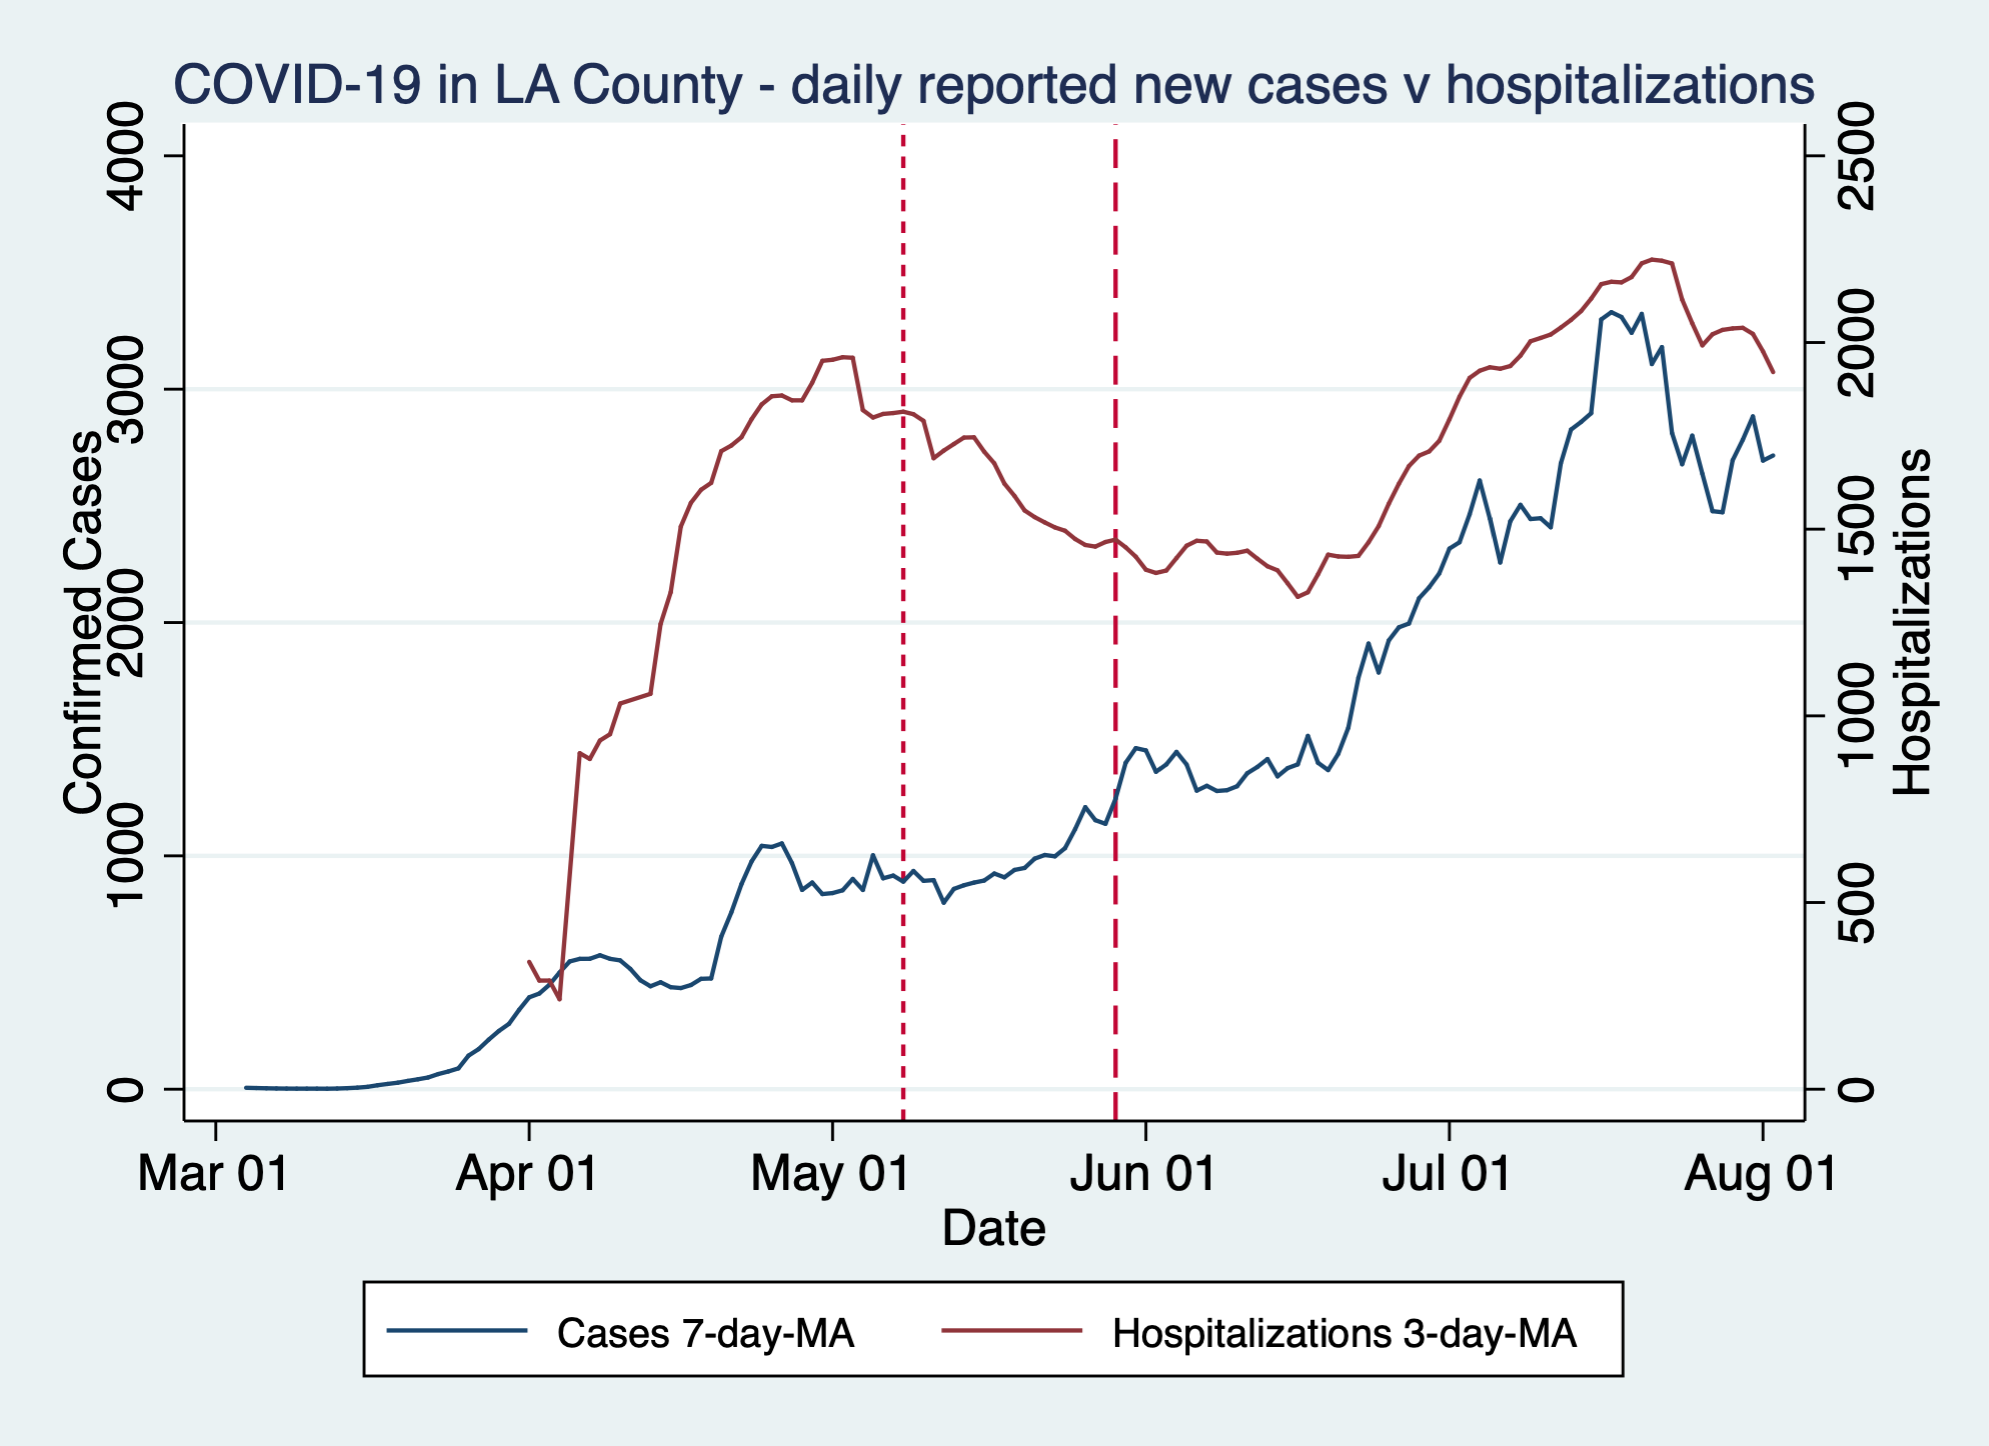 COVID-19 in LA County - daily reported new cases v hospitalizations
4000
3000
2000
1000
0
Confirmed Cases
2500
2000
1500
1000
500
0
Hospitalizations
Mar 01 Apr 01 May 01 Jun 01 Jul 01 Aug 01
Date
Cases 7-day-MA Hospitalizations 3-day-MA